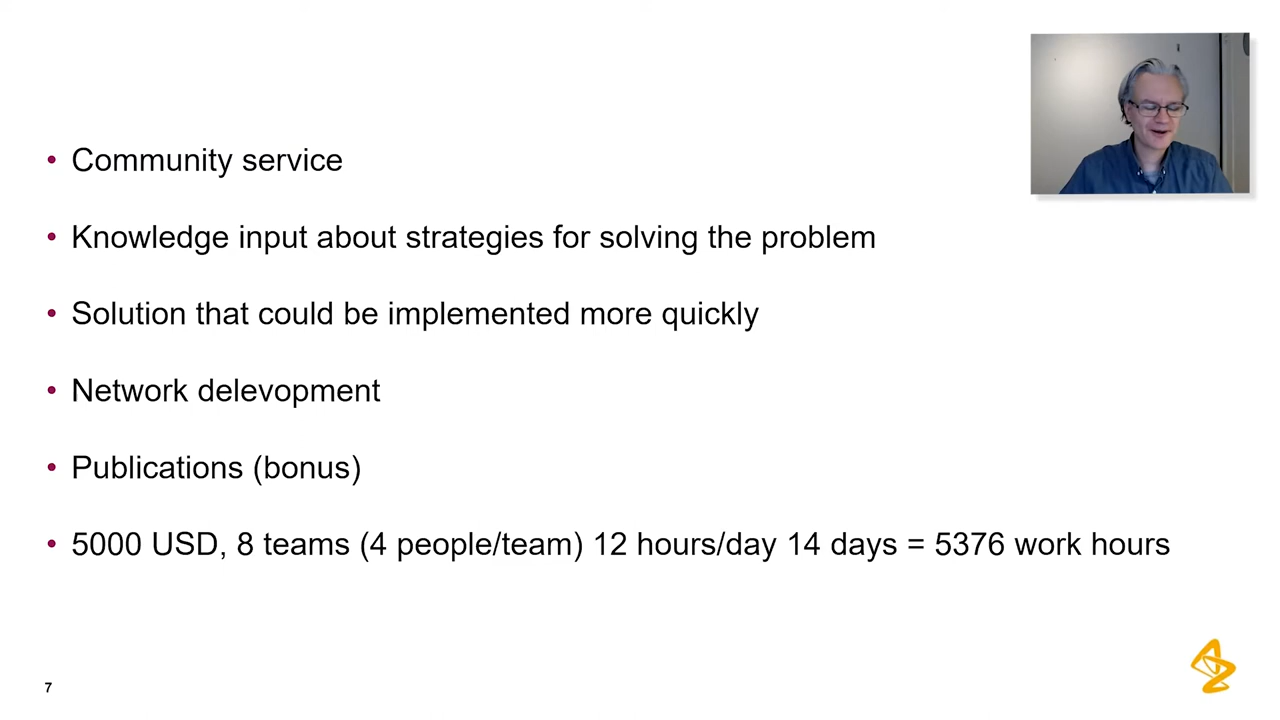 • Community service
• Knowledge input about strategies for solving the problem
• Solution that could be implemented more quickly
• Network delevopment
• Publications (bonus)
• 5000 USD, 8 teams (4 people/team) 12 hours/day 14 days = 5376 work hours
7